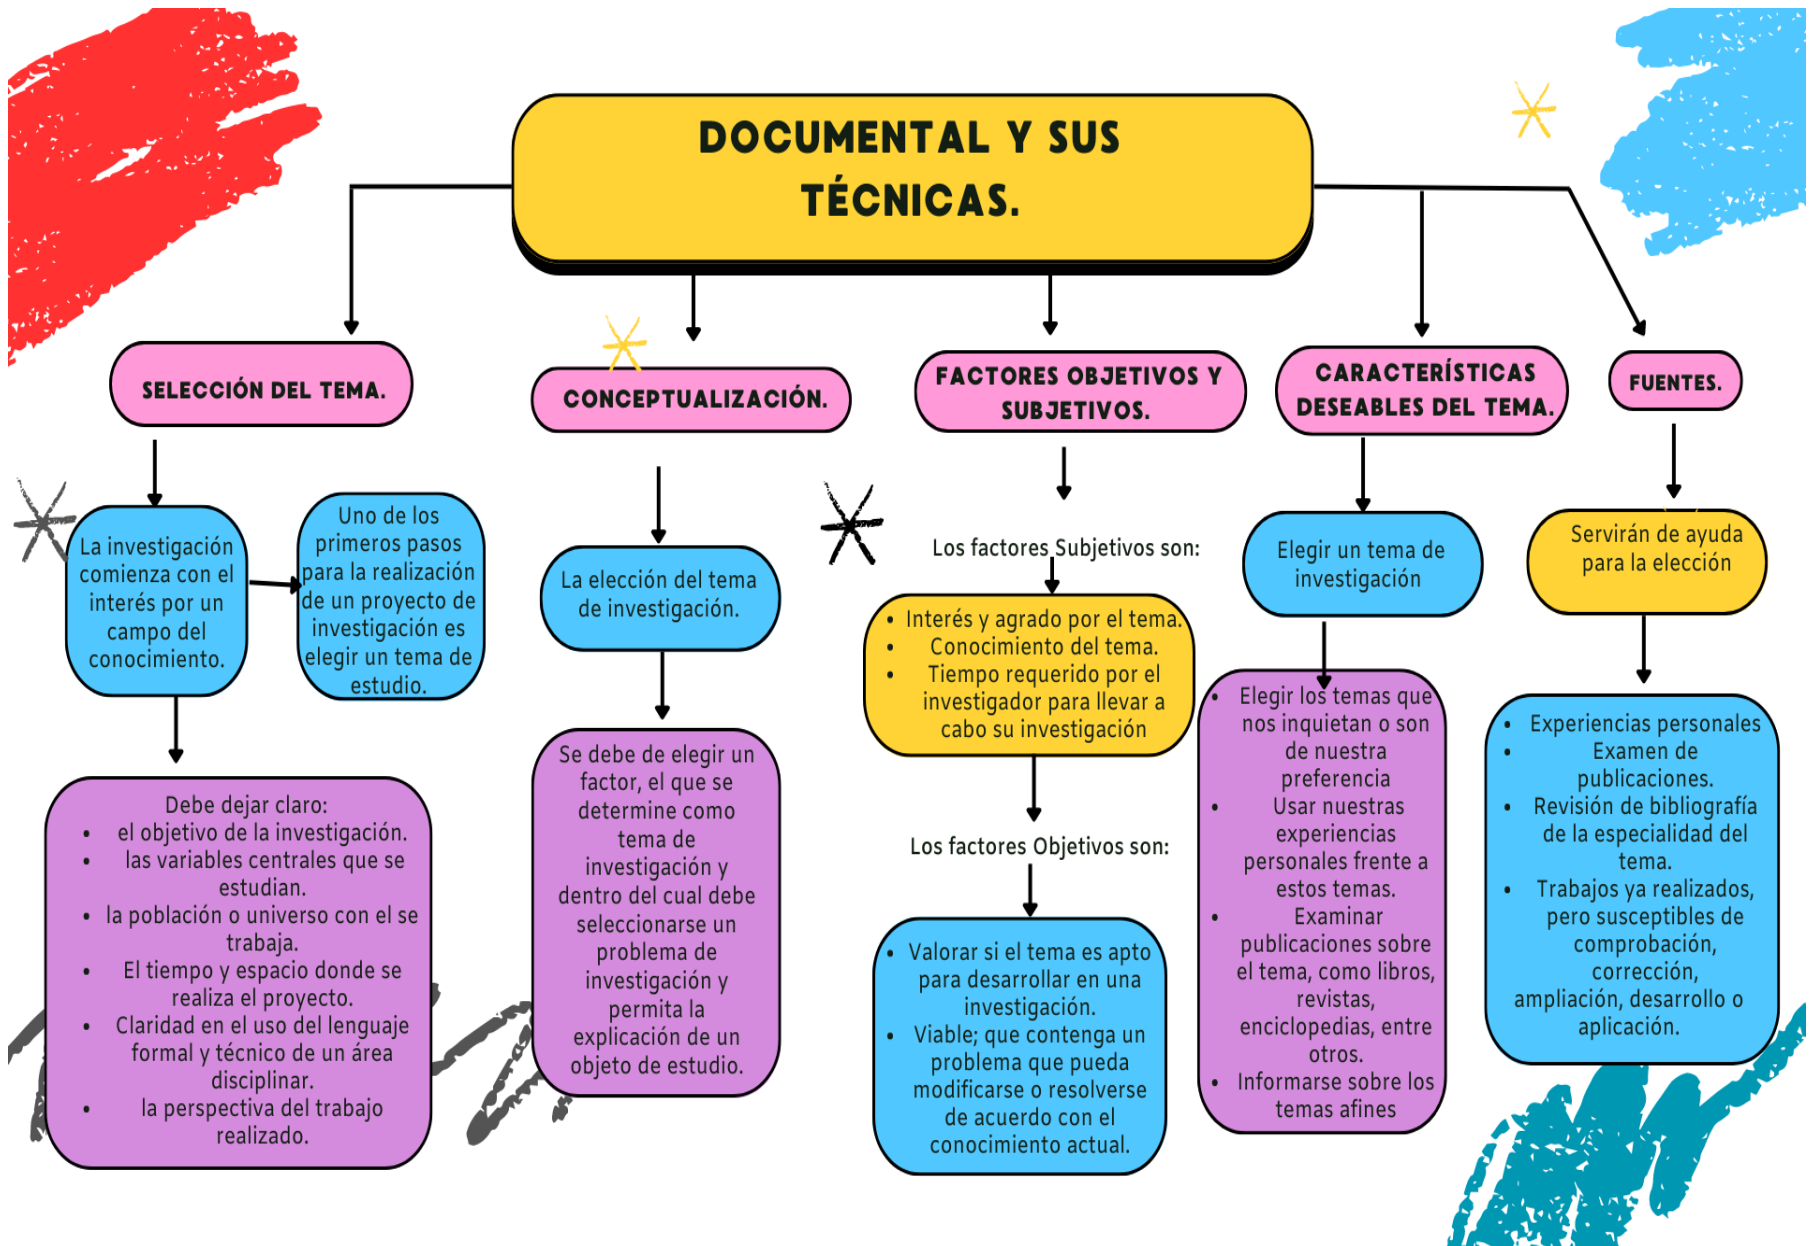 DOCUMENTAL Y SUS
TÉCNICAS.
SELECCIÓN DEL TEMA.
La investigación
comienza con el
interés por un
campo del
conocimiento.
Uno de los
primeros pasos
para la realización
de un proyecto de
investigación es
elegir un tema de
estudio.
Debe dejar claro:
• el objetivo de la investigación.
• las variables centrales que se
estudian.
• la población o universo con el se
trabaja.
• El tiempo y espacio donde se
realiza el proyecto.
• Claridad en el uso del lenguaje
formal y técnico de un área
disciplinar.
• la perspectiva del trabajo
realizado.
CONCEPTUALIZACIÓN.
La elección del tema
de investigación.
Se debe de elegir un
factor, el que se
determine como
tema de
investigación y
dentro del cual debe
seleccionarse un
problema de
investigación y
permita la
explicación de un
objeto de estudio.
FACTORES OBJETIVOS Y
SUBJETIVOS.
Los factores Subjetivos son:
• Interés y agrado por el tema.
• Conocimiento del tema.
• Tiempo requerido por el
investigador para llevar a
cabo su investigación
Los factores Objetivos son:
• Valorar si el tema es apto
para desarrollar en una
investigación.
• Viable; que contenga un
problema que pueda
modificarse o resolverse
de acuerdo con el
conocimiento actual.
CARACTERÍSTICAS
DESEABLES DEL TEMA.
Elegir un tema de
investigación
• Elegir los temas que
nos inquietan o son
de nuestra
preferencia
• Usar nuestras
experiencias
personales frente a
estos temas.
• Examinar
publicaciones sobre
el tema, como libros,
revistas,
enciclopedias, entre
otros.
• Informarse sobre los
temas afines
FUENTES.
Servirán de ayuda
para la elección
• Experiencias personales
• Examen de
publicaciones.
• Revisión de bibliografía
de la especialidad del
tema.
• Trabajos ya realizados,
pero susceptibles de
comprobación,
corrección,
ampliación, desarrollo o
aplicación.